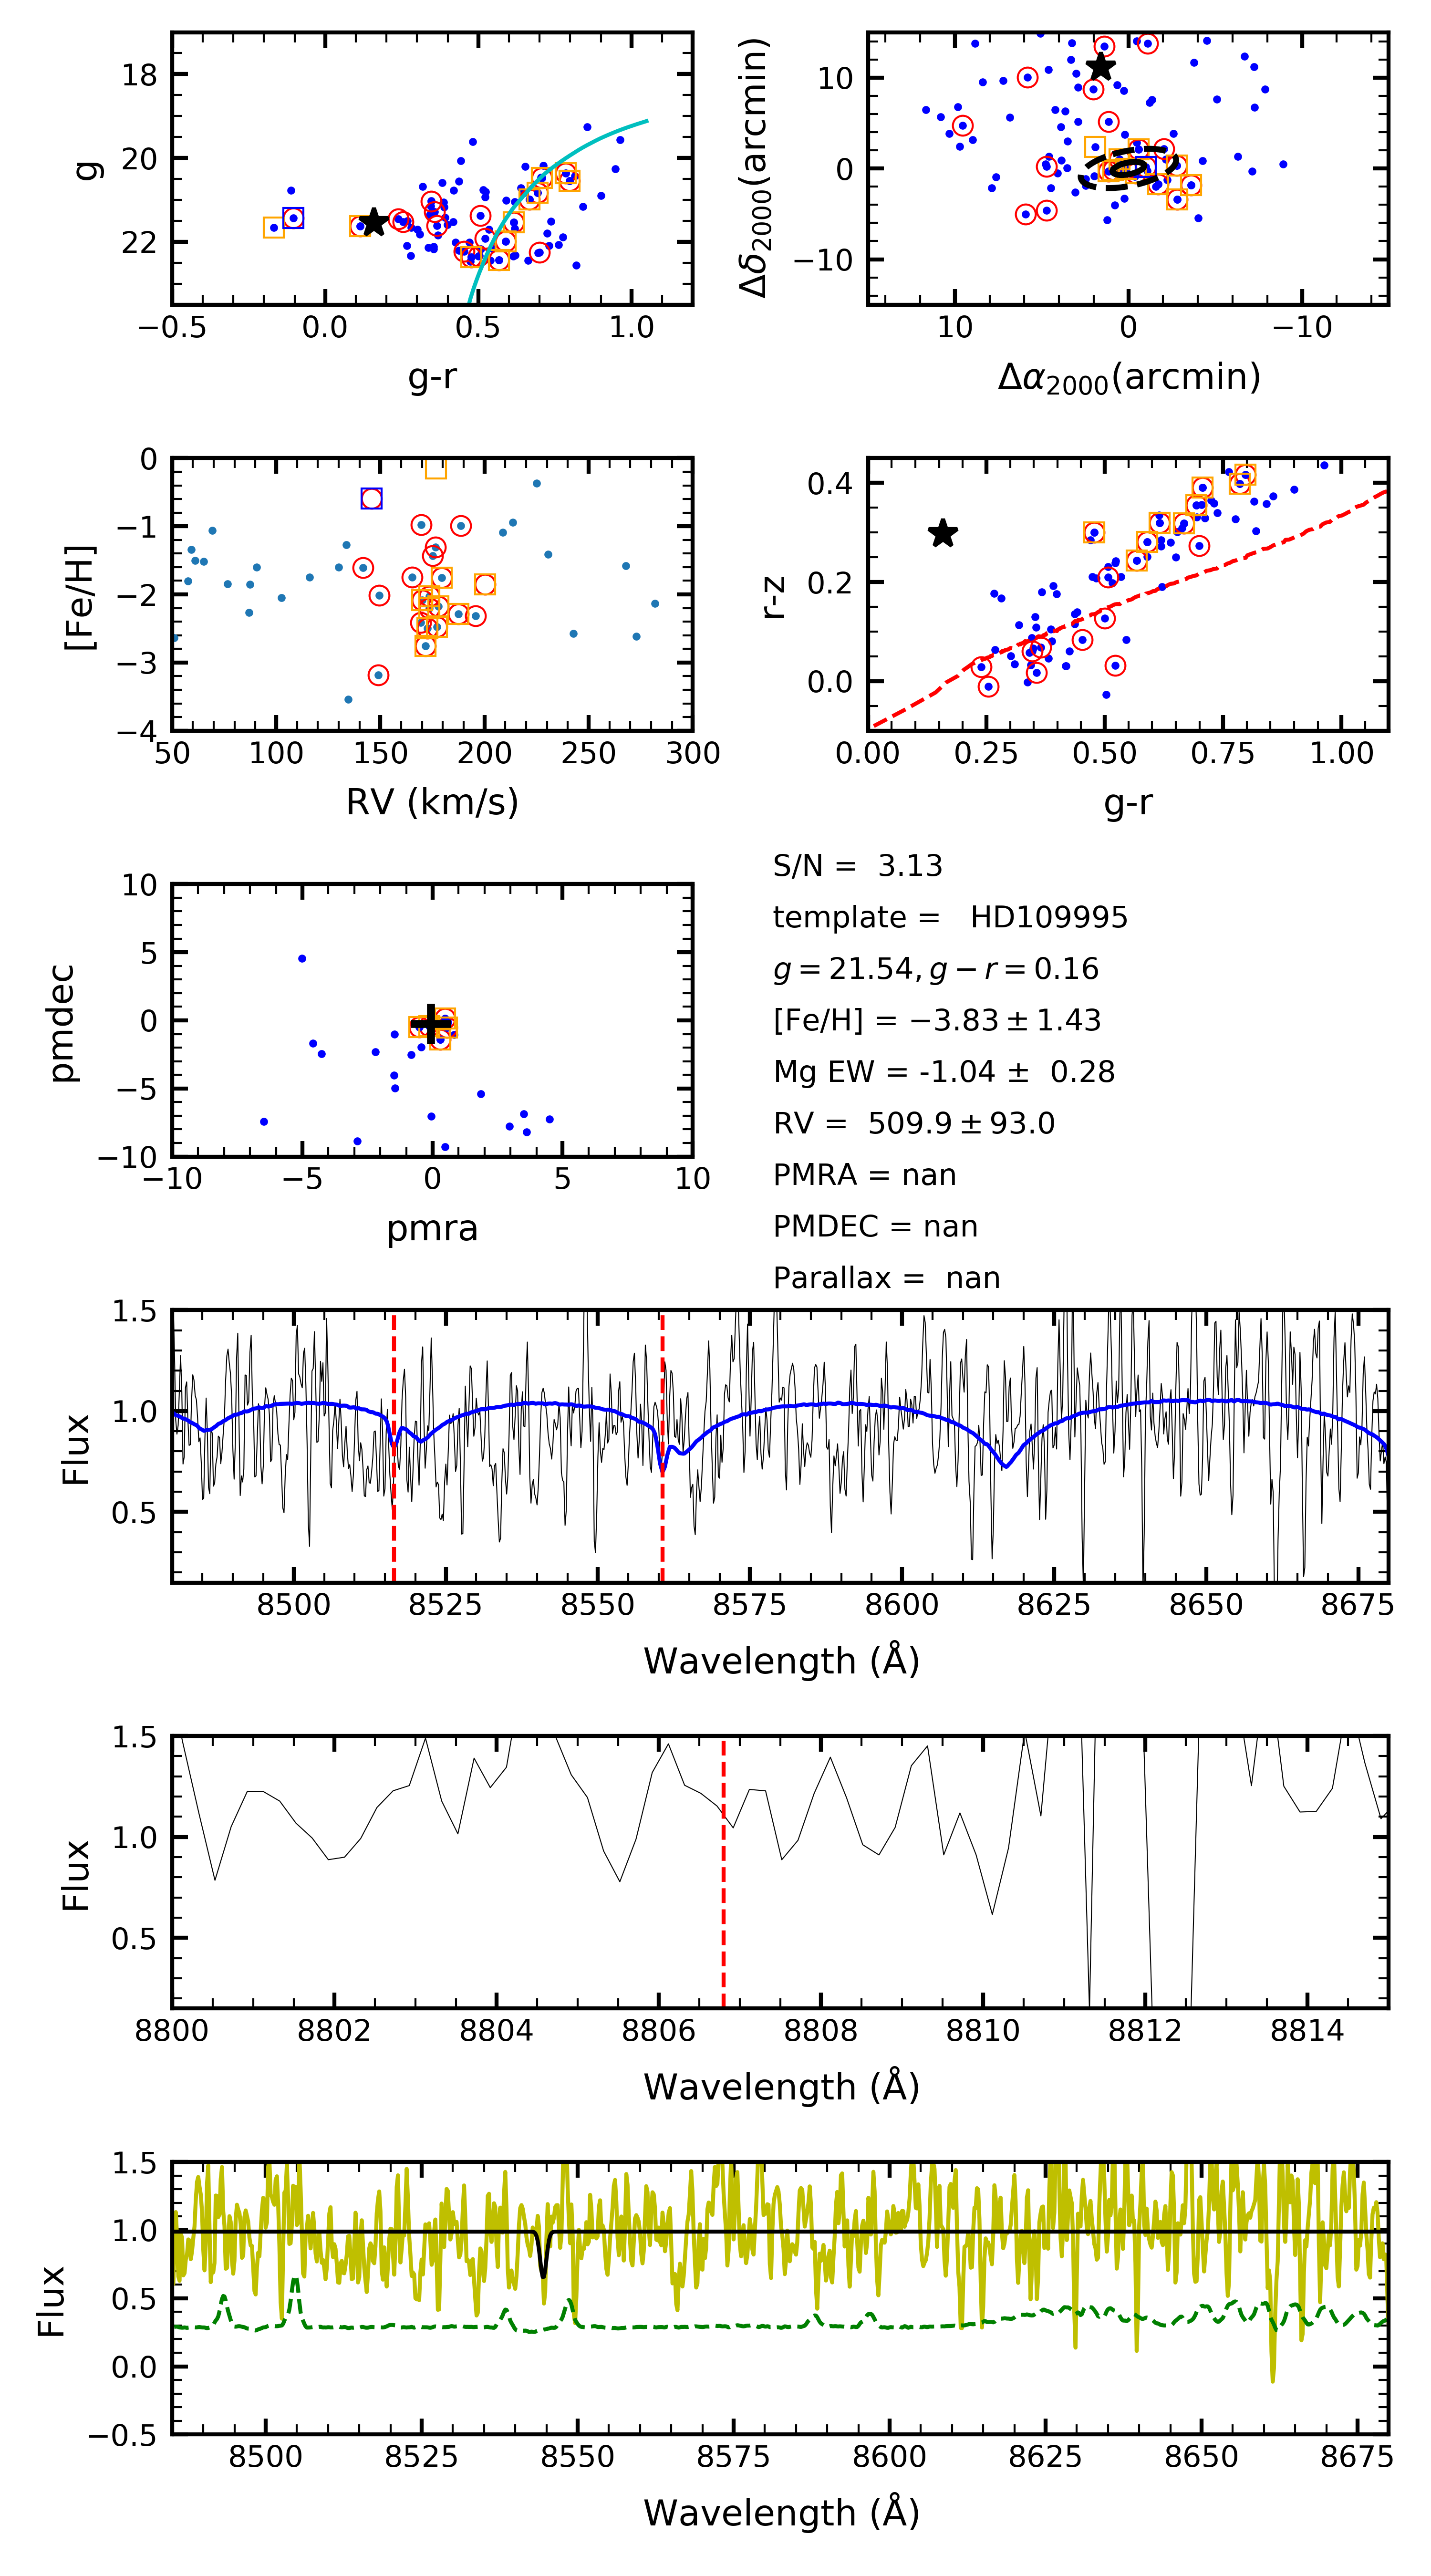 18
20
22
g
−0.5 0.0 0.5 1.0
g-r
10
0
−10
Δδ2000(arcmin)
10 0 −10
Δα2000(arcmin)
0
−1
−2
−3
−4
[Fe/H]
50 100 150 200 250 300
RV (km/s)
0.4
0.2
0.0
r-z
0.00 0.25 0.50 0.75 1.00
g-r
10
5
0
−5
−10
pmdec
−10 −5 0 5 10
pmra
S/N = 3.13
template = HD109995
g = 21.54, g − r = 0.16
[Fe/H] = −3.83 ± 1.43
Mg EW = -1.04 ± 0.28
RV = 509.9 ± 93.0
PMRA = nan
PMDEC = nan
Parallax = nan
1.5
1.0
0.5
Flux
8500 8525 8550 8575 8600 8625 8650 8675
Wavelength (Å)
1.5
1.0
0.5
Flux
8800 8802 8804 8806 8808 8810 8812 8814
Wavelength (Å)
1.5
1.0
0.5
0.0
−0.5
Flux
8500 8525 8550 8575 8600 8625 8650 8675
Wavelength (Å)